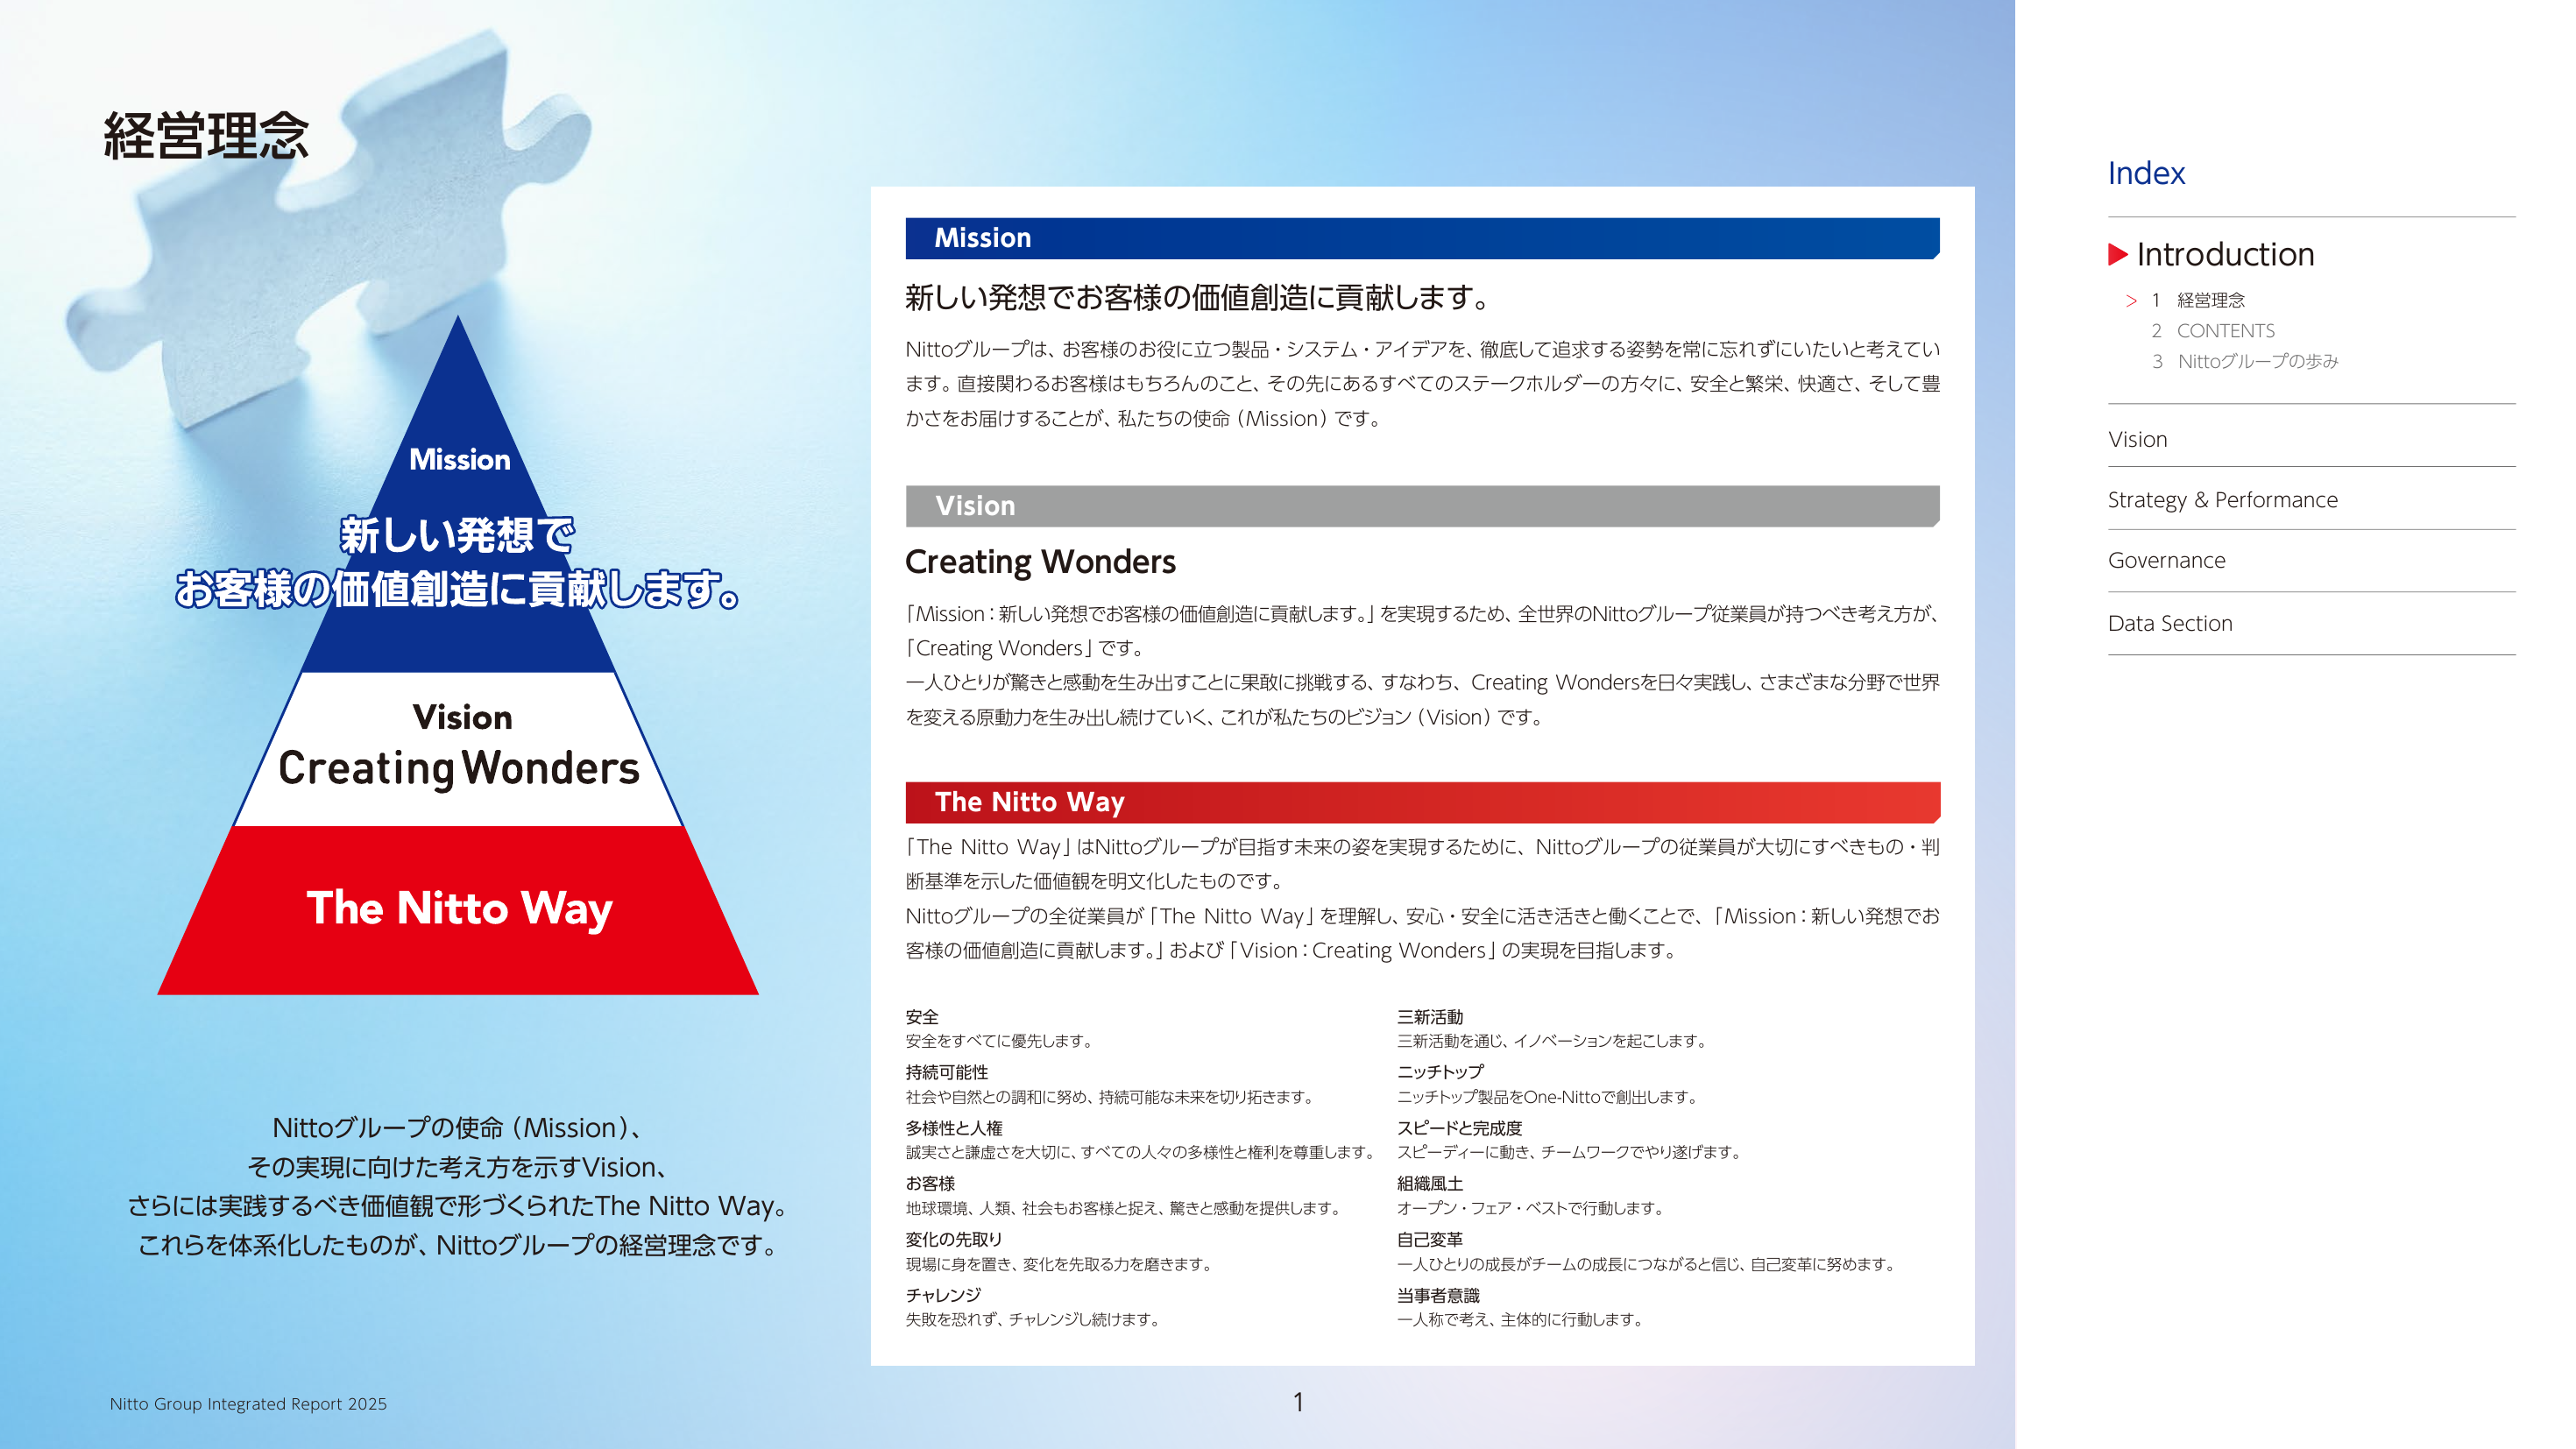 経営理念
Mission
新しい発想で
お客様の価値創造に貢献します。
Vision
Creating Wonders
The Nitto Way
Nittoグループの使命（Mission）、
その実現に向けた考え方を示すVision、
さらには実践するべき価値観で形づくられたThe Nitto Way。
これらを体系化したものが、Nittoグループの経営理念です。
Mission
新しい発想でお客様の価値創造に貢献します。
Nittoグループは、お客様のお役に立つ製品・システム・アイデアを、徹底して追求する姿勢を常に忘れずにいたいと考えてい
ます。直接関わるお客様はもちろんのこと、その先にあるすべてのステークホルダーの方々に、安全と繁栄、快適さ、そして豊
かさをお届けすることが、私たちの使命（Mission）です。
Vision
Creating Wonders
「Mission：新しい発想でお客様の価値創造に貢献します。」を実現するため、全世界のNittoグループ従業員が持つべき考え方が、
「Creating Wonders」です。
一人ひとりが驚きと感動を生み出すことに果敢に挑戦する、すなわち、Creating Wondersを日々実践し、さまざまな分野で世界
を変える原動力を生み出し続けていく、これが私たちのビジョン（Vision）です。
The Nitto Way
「The Nitto Way」はNittoグループが目指す未来の姿を実現するために、Nittoグループの従業員が大切にすべきもの・判
断基準を示した価値観を明文化したものです。
Nittoグループの全従業員が「The Nitto Way」を理解し、安心・安全に活き活きと働くことで、「Mission：新しい発想でお
客様の価値創造に貢献します。」および「Vision：Creating Wonders」の実現を目指します。
安全
安全をすべてに優先します。
持続可能性
社会や自然との調和に努め、持続可能な未来を切り拓きます。
多様性と人権
誠実さと謙虚さを大切に、すべての人々の多様性と権利を尊重します。
お客様
地球環境、人類、社会もお客様と捉え、驚きと感動を提供します。
変化の先取り
現場に身を置き、変化を先取る力を磨きます。
チャレンジ
失敗を恐れず、チャレンジし続けます。
三新活動
三新活動を通じ、イノベーションを起こします。
ニッチトップ
ニッチトップ製品をOne-Nittoで創出します。
スピードと完成度
スピーディーに動き、チームワークでやり遂げます。
組織風土
オープン・フェア・ベストで行動します。
自己変革
一人ひとりの成長がチームの成長につながると信じ、自己変革に努めます。
当事者意識
一人称で考え、主体的に行動します。
Nitto Group Integrated Report 2025
1
Index
Introduction
> 1 経営理念
2 CONTENTS
3 Nittoグループの歩み
Vision
Strategy & Performance
Governance
Data Section